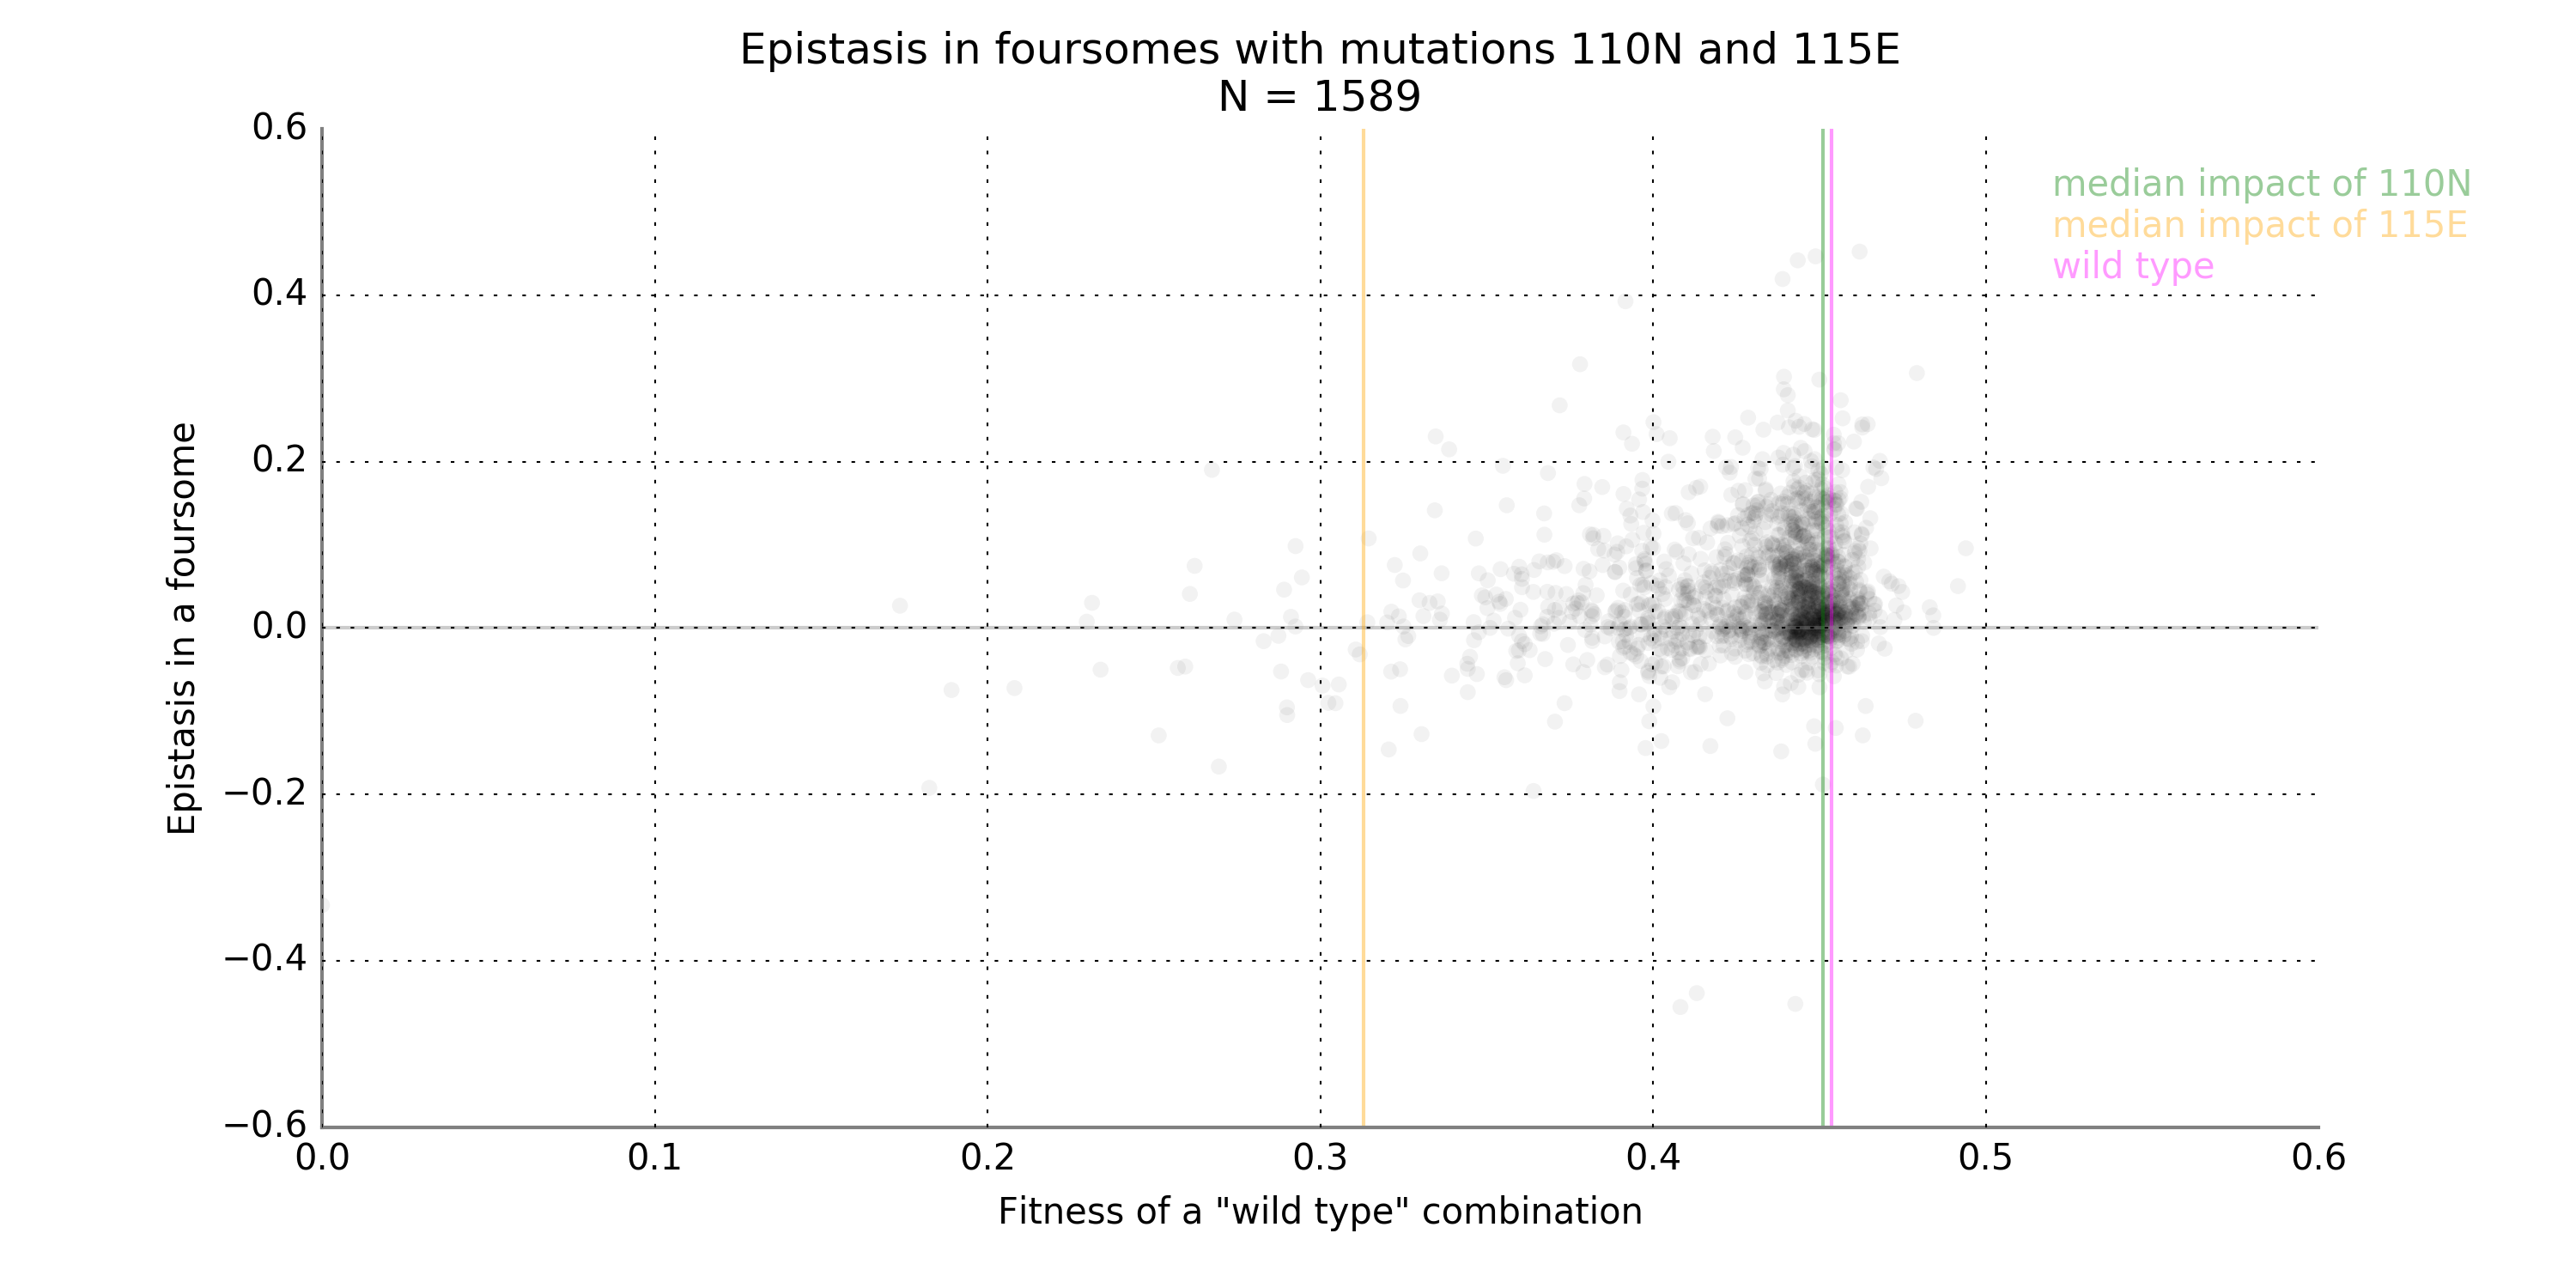 Epistasis in foursomes with mutations 110N and 115E
N = 1589
0.6
median impact of 110N
median impact of 115E
wild type
0.4
0.2
0.0
−0.2
−0.4
−0.6
Epistasis in a foursome
0.0 0.1 0.2 0.3 0.4 0.5 0.6
Fitness of a "wild type" combination